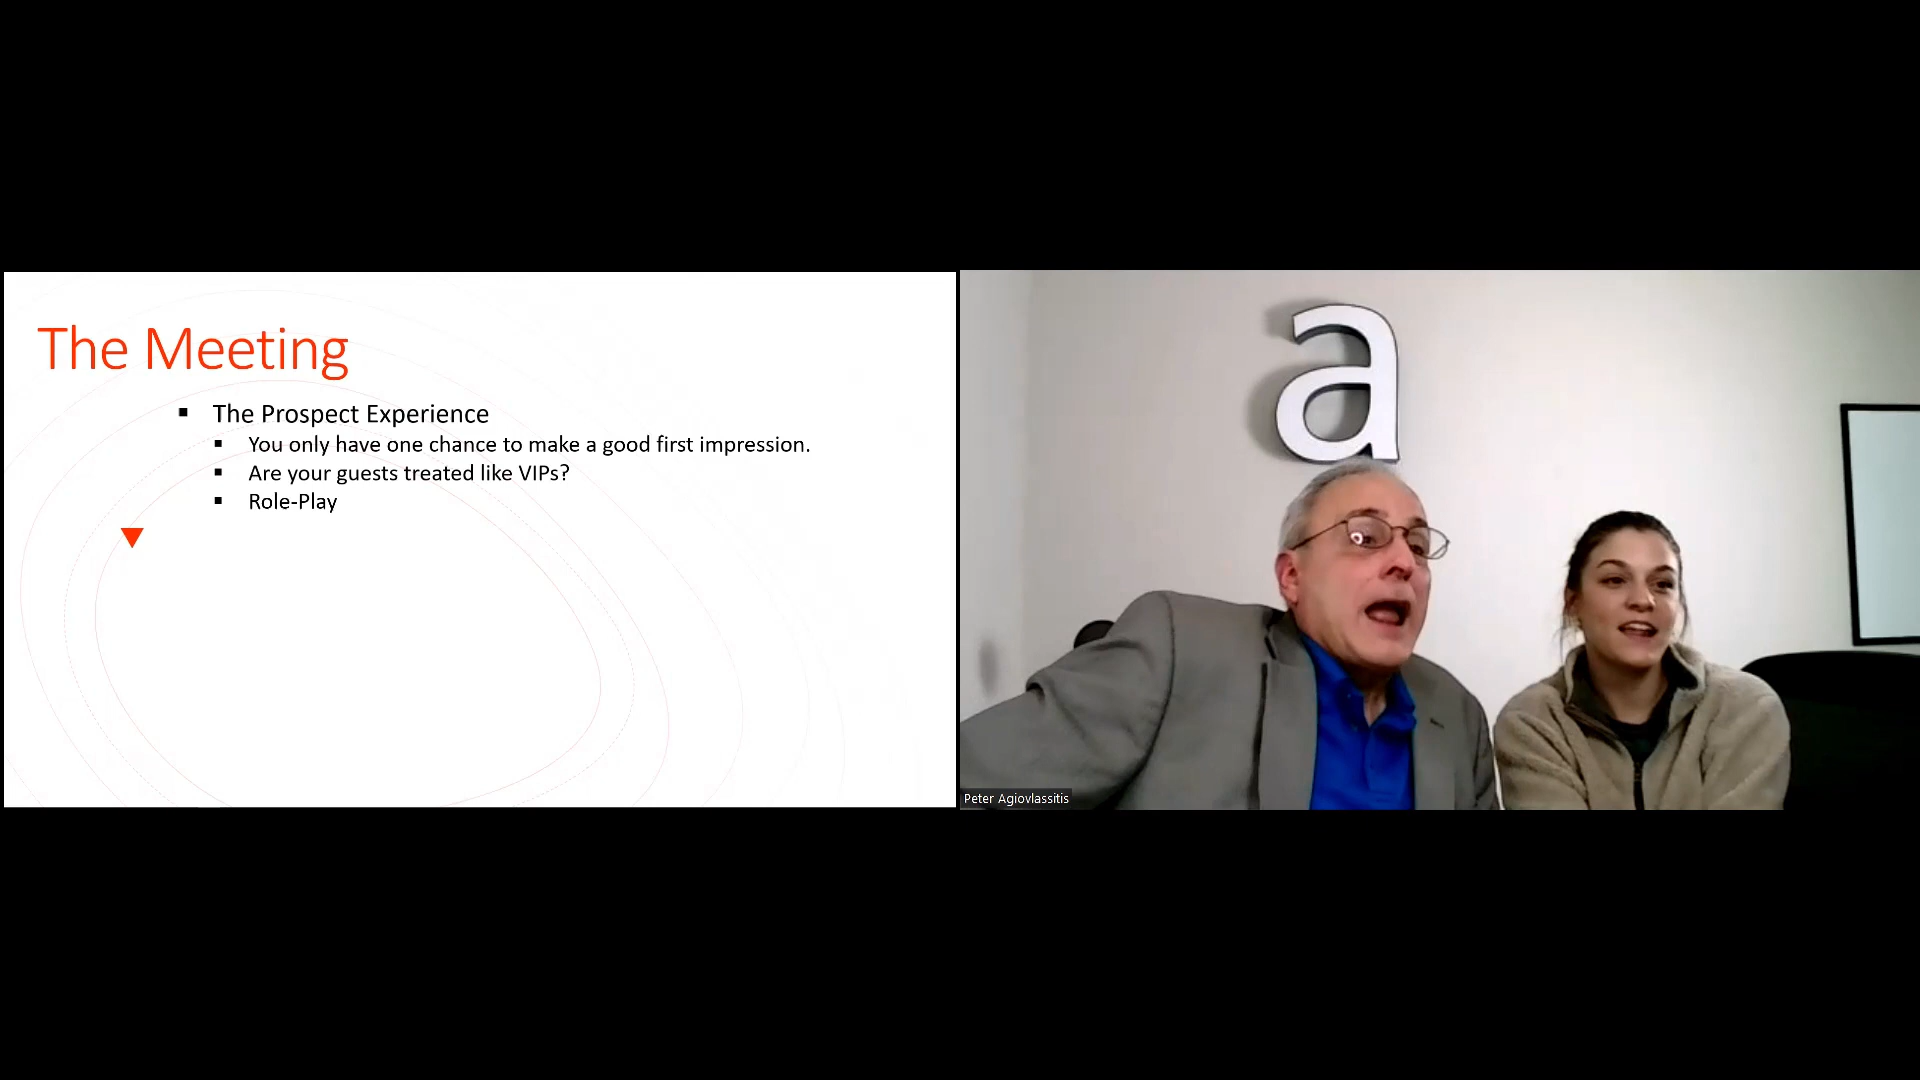 The Meeting
The Prospect Experience
You only have one chance to make a good first impression.
Are your guests treated like VIPs?
Role-Play
a
Peter Agiovlassitis